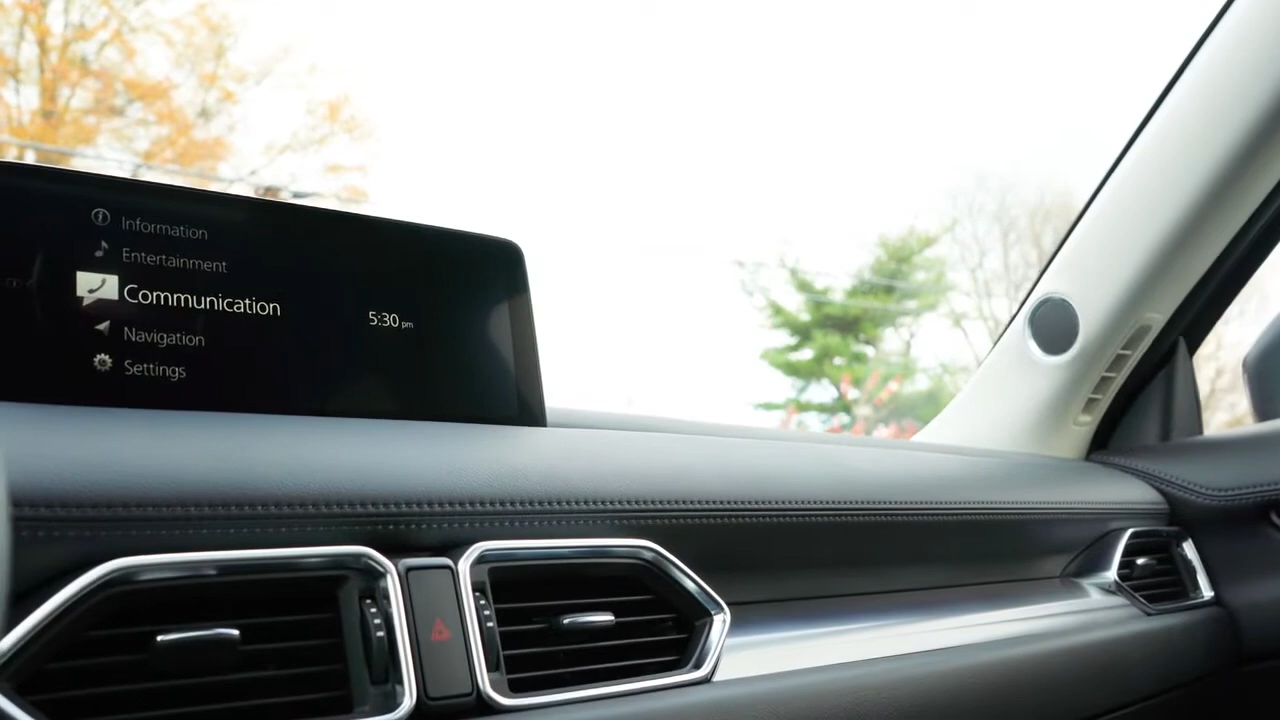 Information
Entertainment
Communication
5:30 pm
Navigation
Settings